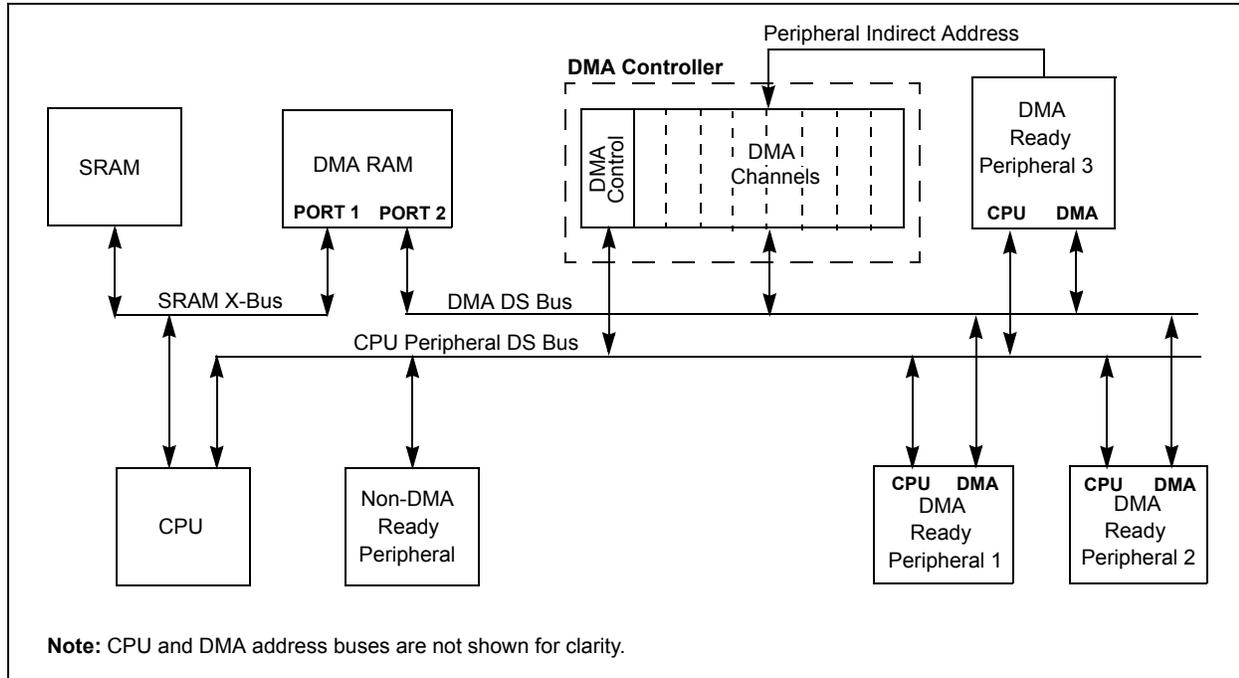 Peripheral Indirect Address
DMA Controller
SRAM
DMA RAM
PORT 1 PORT 2
DMA
Control
DMA
Channels
DMA
Ready
Peripheral 3
CPU DMA
SRAM X-Bus
DMA DS Bus
CPU Peripheral DS Bus
CPU
Non-DMA
Ready
Peripheral
CPU DMA
DMA
Ready
Peripheral 1
CPU DMA
DMA
Ready
Peripheral 2
Note: CPU and DMA address buses are not shown for clarity.